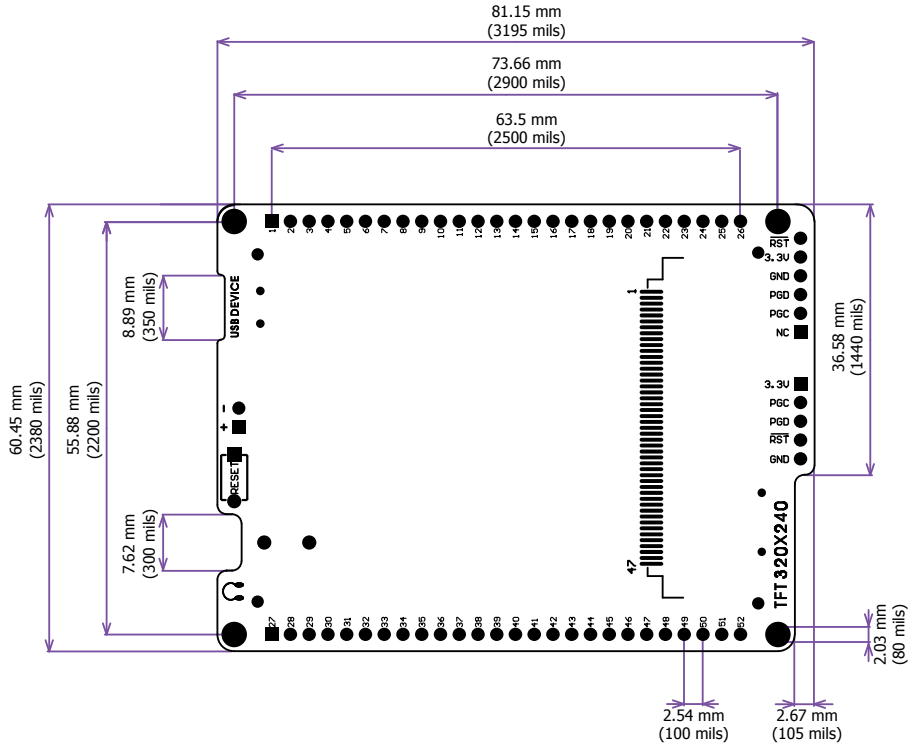 81.15 mm
(3195 mils)
73.66 mm
(2900 mils)
63.5 mm
(2500 mils)
1 2 3 4 5 6 7 8 9 10 11 12 13 14 15 16 17 18 19 20 21 22 23 24 25 26
RST
3.3V
GND
PGD
PGC
NC
3.3V
PGC
PGD
RST
GND
36.58 mm
(1440 mils)
8.89 mm
(350 mils)
USB DEVICE
1
60.45 mm
(2380 mils)
55.88 mm
(2200 mils)
-
+
RESET
7.62 mm
(300 mils)
47
TFT320X240
27 28 29 30 31 32 33 34 35 36 37 38 39 40 41 42 43 44 45 46 47 48 49 50 51 52
2.03 mm
(80 mils)
2.54 mm
(100 mils)
2.67 mm
(105 mils)